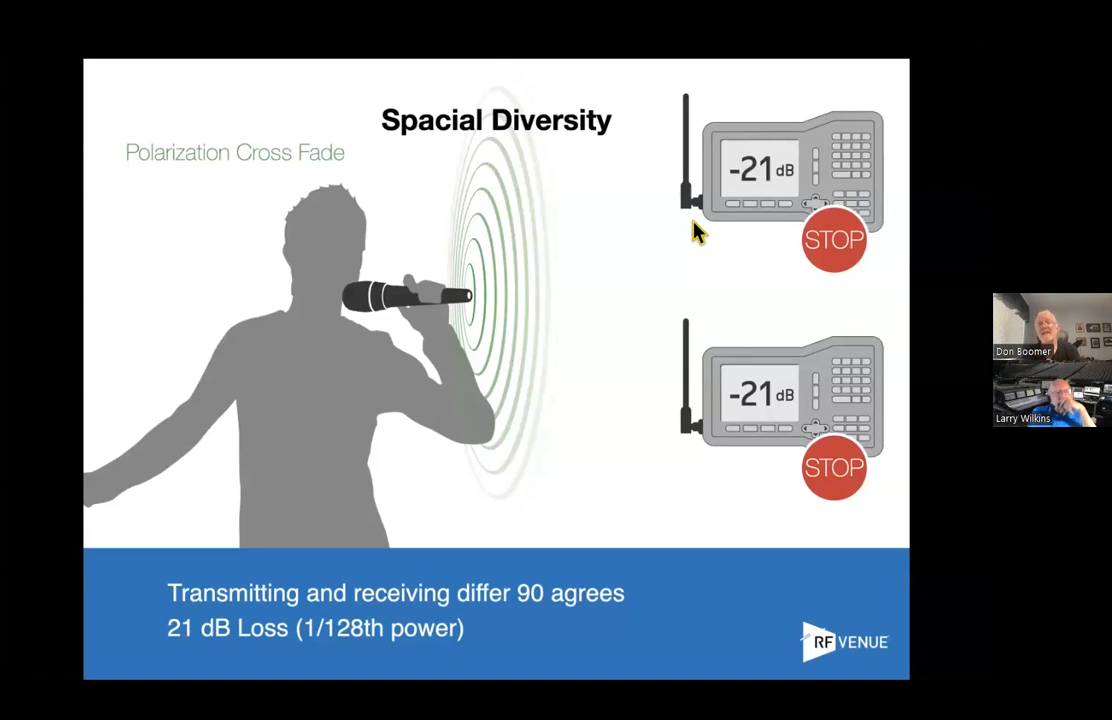 Spacial Diversity
Polarization Cross Fade
-21 dB
STOP
-21 dB
STOP
Don Boomer
Larry Wilkins
Transmitting and receiving differ 90 agrees
21 dB Loss (1/128th power)
RF VENUE